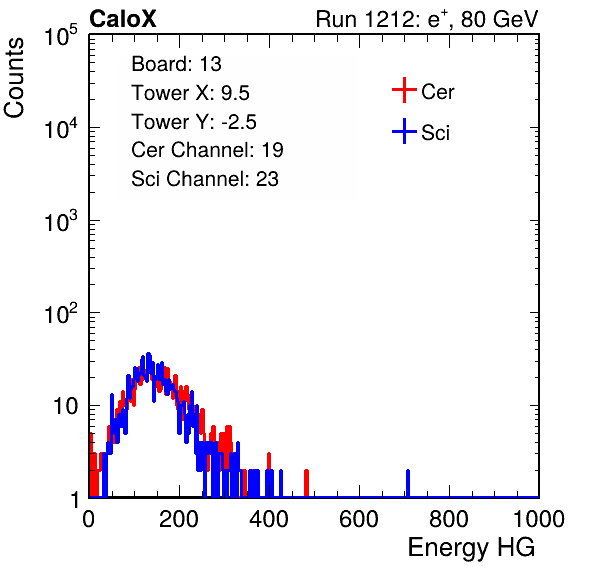 CaloX Run 1212: e⁺, 80 GeV
Counts
10⁵
10⁴
10³
10²
10
1
Board: 13
Tower X: 9.5
Tower Y: -2.5
Cer Channel: 19
Sci Channel: 23
Cer
Sci
0 200 400 600 800 1000
Energy HG